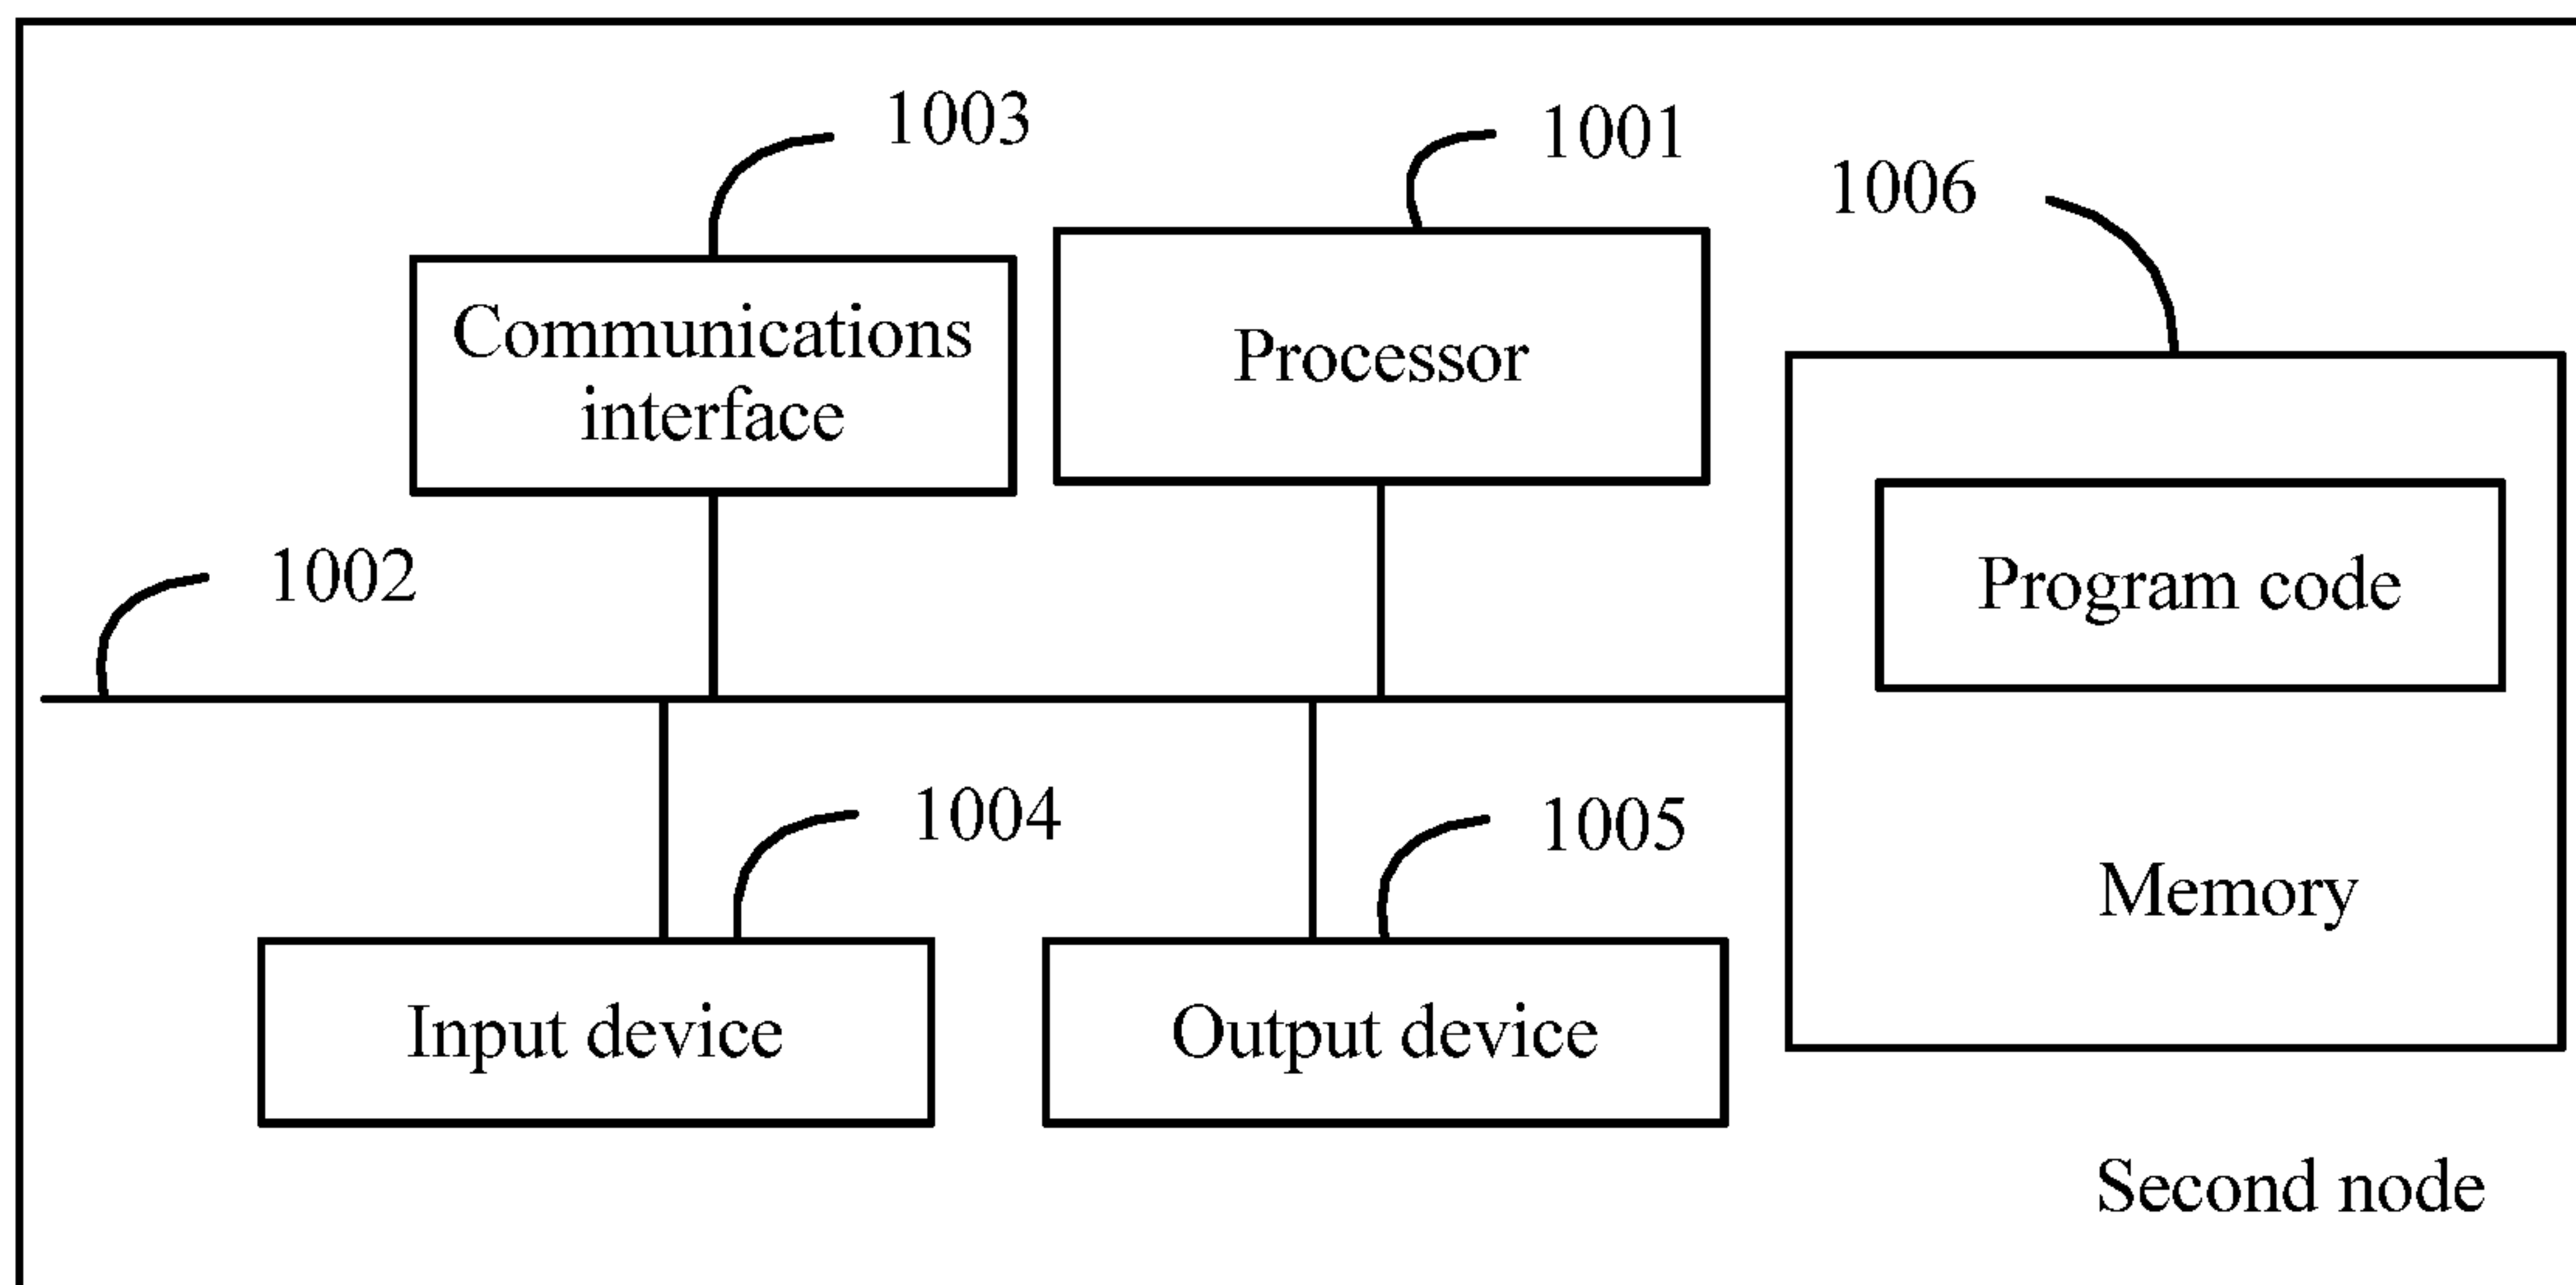 1003
1001
1006
Communications
interface
Processor
1002
Program code
1004
1005
Memory
Input device
Output device
Second node